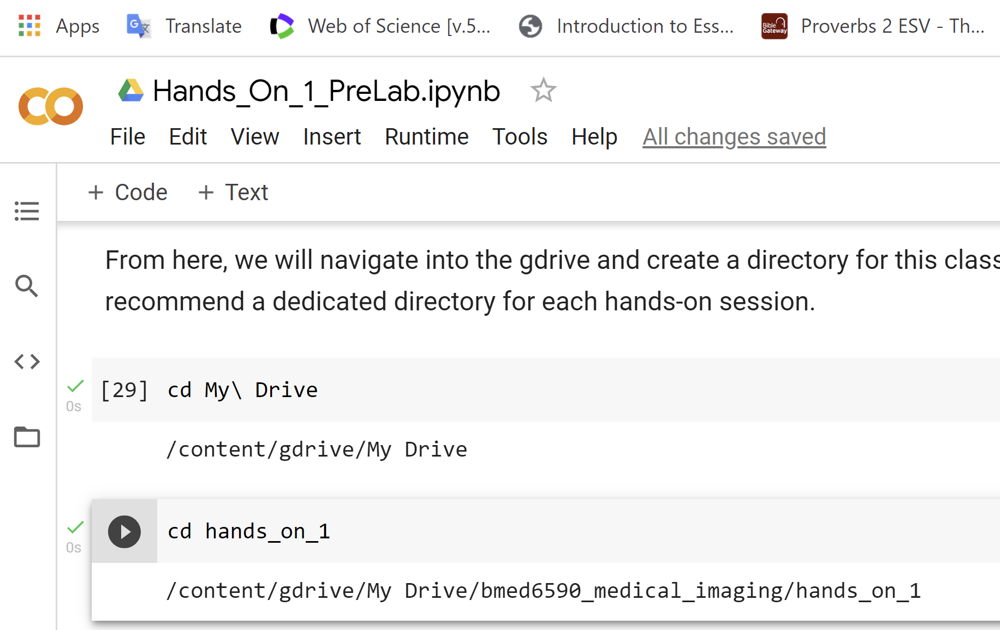 Apps Translate Web of Science [v.5... Introduction to Ess... Bible Gateway Proverbs 2 ESV - Th...
Hands_On_1_PreLab.ipynb
File Edit View Insert Runtime Tools Help All changes saved
+ Code + Text
From here, we will navigate into the gdrive and create a directory for this class
recommend a dedicated directory for each hands-on session.
[29] cd My\ Drive
0s
/content/gdrive/My Drive
cd hands_on_1
0s
/content/gdrive/My Drive/bmed6590_medical_imaging/hands_on_1